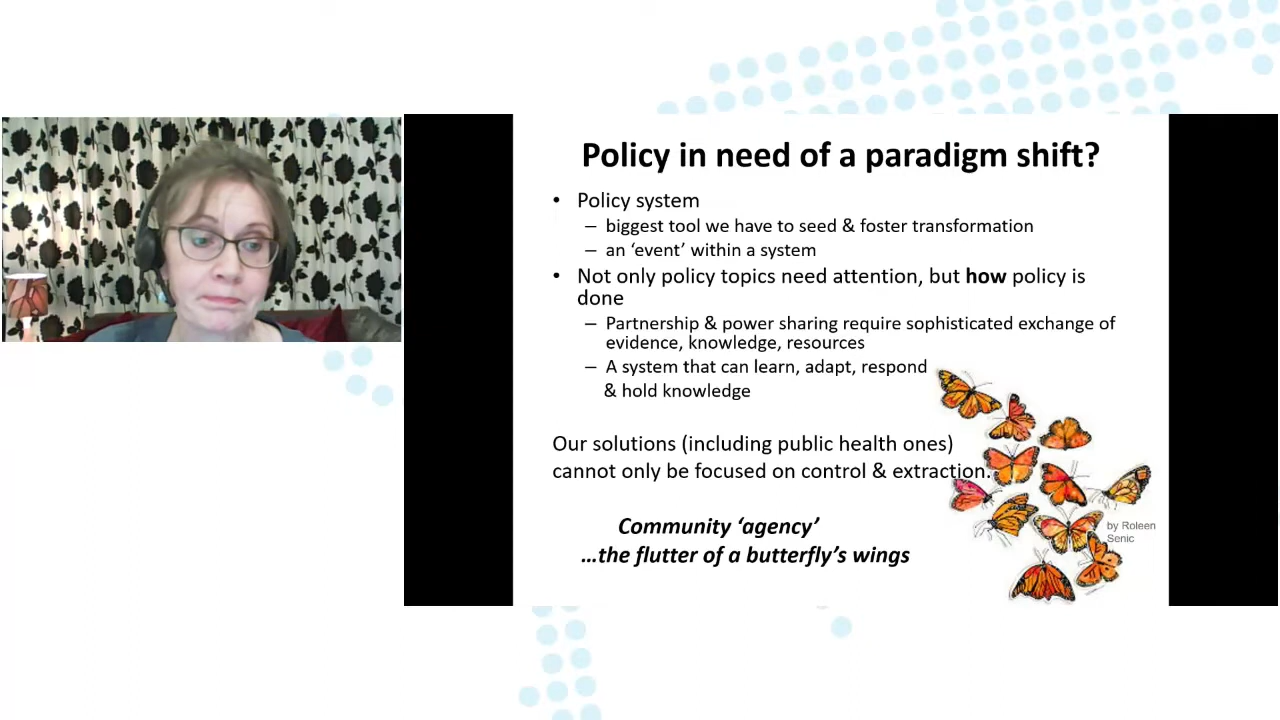 Policy in need of a paradigm shift?
• Policy system
– biggest tool we have to seed & foster transformation
– an ‘event’ within a system
• Not only policy topics need attention, but how policy is
done
– Partnership & power sharing require sophisticated exchange of
evidence, knowledge, resources
– A system that can learn, adapt, respond
& hold knowledge
Our solutions (including public health ones)
cannot only be focused on control & extraction.
by Roleen
Senic
Community ‘agency’
…the flutter of a butterfly’s wings